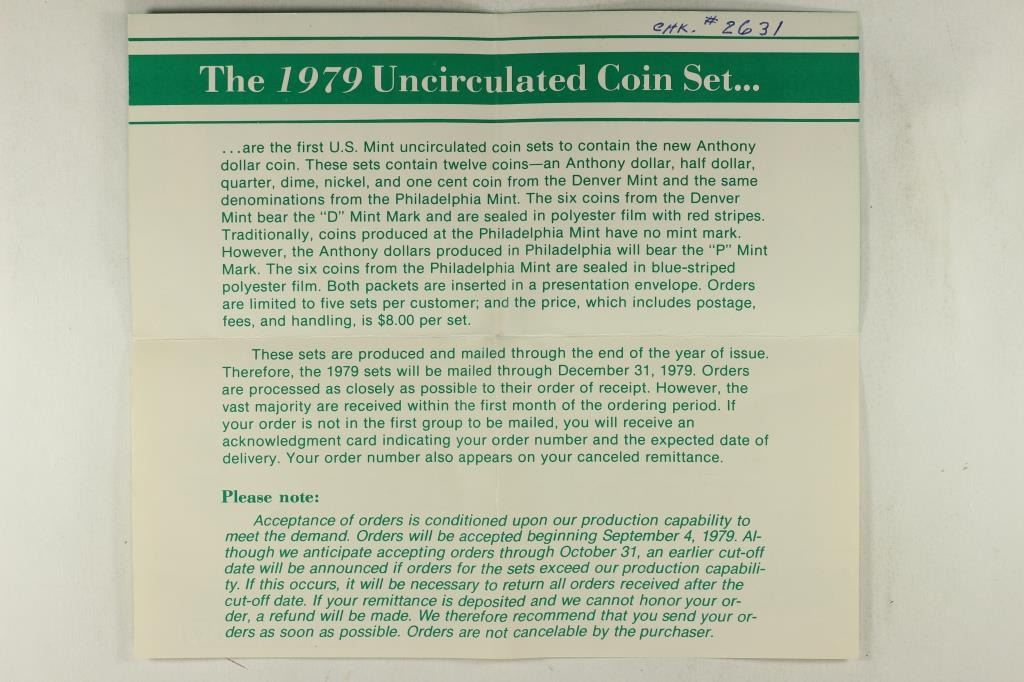 CHK. # 2631
The 1979 Uncirculated Coin Set...
...are the first U.S. Mint uncirculated coin sets to contain the new Anthony
dollar coin. These sets contain twelve coins—an Anthony dollar, half dollar,
quarter, dime, nickel, and one cent coin from the Denver Mint and the same
denominations from the Philadelphia Mint. The six coins from the Denver
Mint bear the "D" Mint Mark and are sealed in polyester film with red stripes.
Traditionally, coins produced at the Philadelphia Mint have no mint mark.
However, the Anthony dollars produced in Philadelphia will bear the "P" Mint
Mark. The six coins from the Philadelphia Mint are sealed in blue-striped
polyester film. Both packets are inserted in a presentation envelope. Orders
are limited to five sets per customer; and the price, which includes postage,
fees, and handling, is $8.00 per set.
These sets are produced and mailed through the end of the year of issue.
Therefore, the 1979 sets will be mailed through December 31, 1979. Orders
are processed as closely as possible to their order of receipt. However, the
vast majority are received within the first month of the ordering period. If
your order is not in the first group to be mailed, you will receive an
acknowledgment card indicating your order number and the expected date of
delivery. Your order number also appears on your canceled remittance.
Please note:
Acceptance of orders is conditioned upon our production capability to
meet the demand. Orders will be accepted beginning September 4, 1979. Al-
though we anticipate accepting orders through October 31, an earlier cut-off
date will be announced if orders for the sets exceed our production capabili-
ty. If this occurs, it will be necessary to return all orders received after the
cut-off date. If your remittance is deposited and we cannot honor your or-
der, a refund will be made. We therefore recommend that you send your or-
ders as soon as possible. Orders are not cancelable by the purchaser.